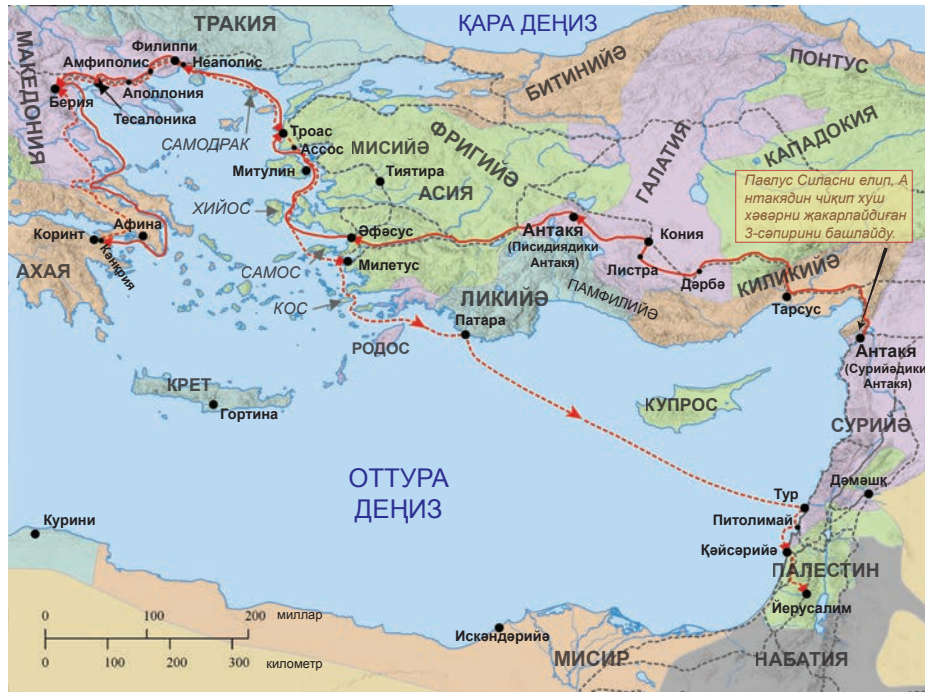 ТРАКИЯ
ҚАРА ДЕҢИЗ
МАКЕДОНИЯ
Филиппи
Амфиполис
Неаполис
Аполлония
Берия
Тесалоника
БИТИНИЙӘ
ПОНТУС
САМОДРАК
Троас
Ассос
МИСИЙӘ
ФРИГИЙӘ
ГАЛАТИЯ
КАПАДОКИЯ
Митулин
Тиятира
АСИЯ
Павлус Силасни елип, А
нтакядин чиқип хуш
хәвәрни җакарлайдиған
3-сәпирини башлайду.
ХИЙОС
Коринт
Афина
Кәнкрия
Әфәсус
Антакя
(Писидиядики
Антакя)
Кония
Листра
Дәрбә
КИЛИКИЙӘ
АХАЯ
САМОС
Милетус
ПАМФИЛИЙӘ
Тарсус
КОС
ЛИКИЙӘ
Патара
Антакя
(Сурийәдики
Антакя)
РОДОС
КРЕТ
Гортина
КУПРОС
СУРИЙӘ
ОТТУРА
ДЕҢИЗ
Дәмәшқ
Тур
Питолимай
Курини
Қәйсәрийә
ПАЛЕСТИН
Йерусалим
0 100 200 миллар
0 100 200 300 километр
Искәндәрийә
МИСИР
НАБАТИЯ